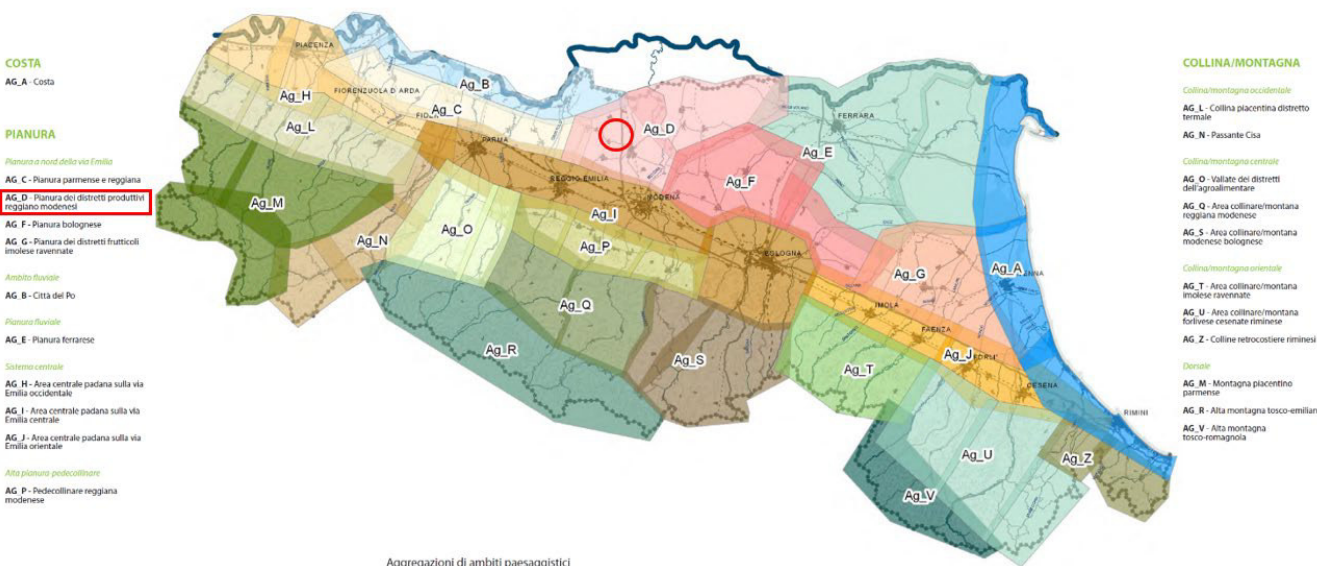 COSTA
AG_A - Costa
PIANURA
Pianura a nord della via Emilia
AG_C - Pianura parmense e reggiana
AG_D - Pianura dei distretti produttivi
reggiano modenesi
AG_F - Pianura bolognese
AG_G - Pianura dei distretti frutticoli
imolese ravennate
Ambito fluviale
AG_B - Città del Po
Pianura fluviale
AG_E - Pianura ferrarese
Sistema centrale
AG_H - Area centrale padana sulla via
Emilia occidentale
AG_I - Area centrale padana sulla via
Emilia centrale
AG_J - Area centrale padana sulla via
Emilia orientale
Alta pianura-pedecollinare
AG_P - Pedecollinare reggiana
modenese
PIACENZA
Ag_B
Ag_H
FIORENZUOLA D'ARDA
Ag_C
Ag_L
PARMA
Ag_D
FERRARA
Ag_E
REGGIO EMILIA
Ag_F
Ag_M
MODENA
Ag_I
Ag_O
Ag_N
Ag_P
BOLOGNA
Ag_G
Ag_A
Ag_Q
IMOLA
FAENZA
Ag_R
Ag_S
Ag_J
Ag_T
CESENA
RIMINI
Ag_U
Ag_Z
Ag_V
Aggregazioni di ambiti paesaggistici
COLLINA/MONTAGNA
Collina/montagna occidentale
AG_L - Collina piacentina distretto
termale
AG_N - Passante Cisa
Collina/montagna centrale
AG_O - Vallate dei distretti
dell'agroalimentare
AG_Q - Area collinare/montana
reggiana modenese
AG_S - Area collinare/montana
modenese bolognese
Collina/montagna orientale
AG_T - Area collinare/montana
imolese ravennate
AG_U - Area collinare/montana
forlivese cesenate riminese
AG_Z - Colline retrocostiere riminesi
Dorsale
AG_M - Montagna piacentino
parmense
AG_R - Alta montagna tosco-emilian
AG_V - Alta montagna
tosco-romagnola